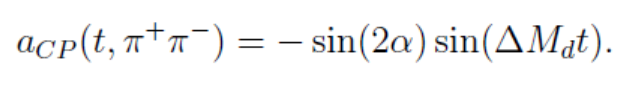 a_{CP}(t, π⁺π⁻) = − sin(2α) sin(ΔM_d t).